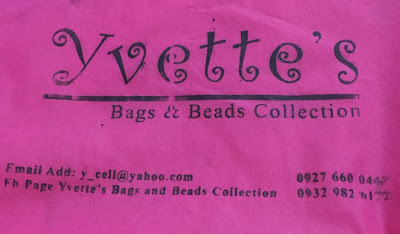 Yvette's
Bags & Beads Collection
Email Add: y_celi@yahoo.com
Fb Page Yvette's Bags and Beads Collection
0927 660
0932 982